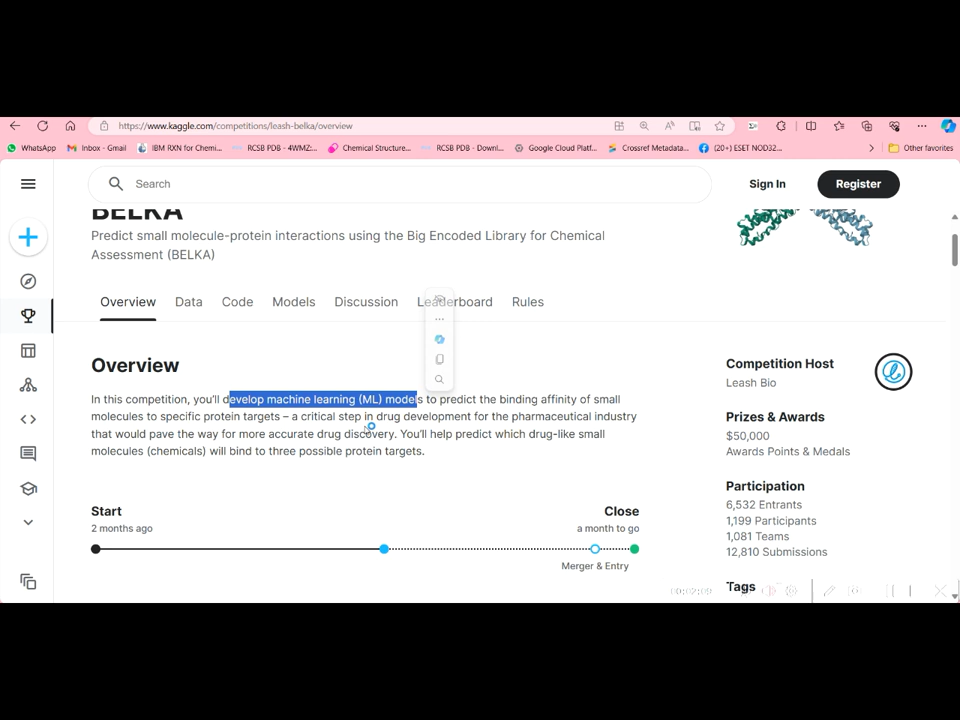 https://www.kaggle.com/competitions/leash-belka/overview
WhatsApp
Inbox - Gmail
IBM RXN for Chemi...
RCSB PDB - 4WMZ:...
Chemical Structure...
RCSB PDB - Downl...
Google Cloud Platf...
Crossref Metadata...
(20+) ESET NOD32...
Other favorites
Search
Sign In
Register
BELKA
Predict small molecule-protein interactions using the Big Encoded Library for Chemical
Assessment (BELKA)
Overview Data Code Models Discussion Leaderboard Rules
Overview
In this competition, you'll develop machine learning (ML) models to predict the binding affinity of small
molecules to specific protein targets – a critical step in drug development for the pharmaceutical industry
that would pave the way for more accurate drug discovery. You'll help predict which drug-like small
molecules (chemicals) will bind to three possible protein targets.
Start
2 months ago
Close
a month to go
Merger & Entry
Competition Host
Leash Bio
Prizes & Awards
$50,000
Awards Points & Medals
Participation
6,532 Entrants
1,199 Participants
1,081 Teams
12,810 Submissions
Tags